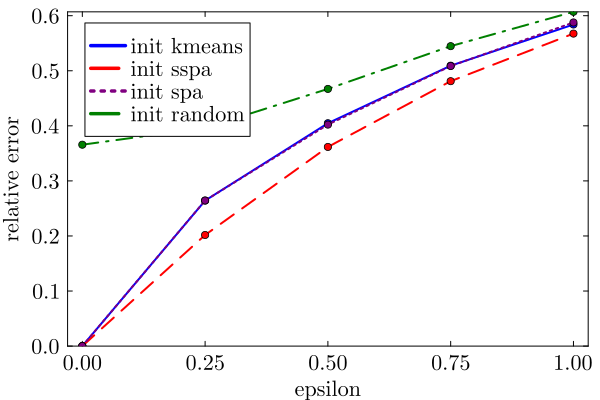 0.6
0.5
0.4
0.3
0.2
0.1
0.0
relative error
init kmeans
init sspa
init spa
init random
0.00 0.25 0.50 0.75 1.00
epsilon